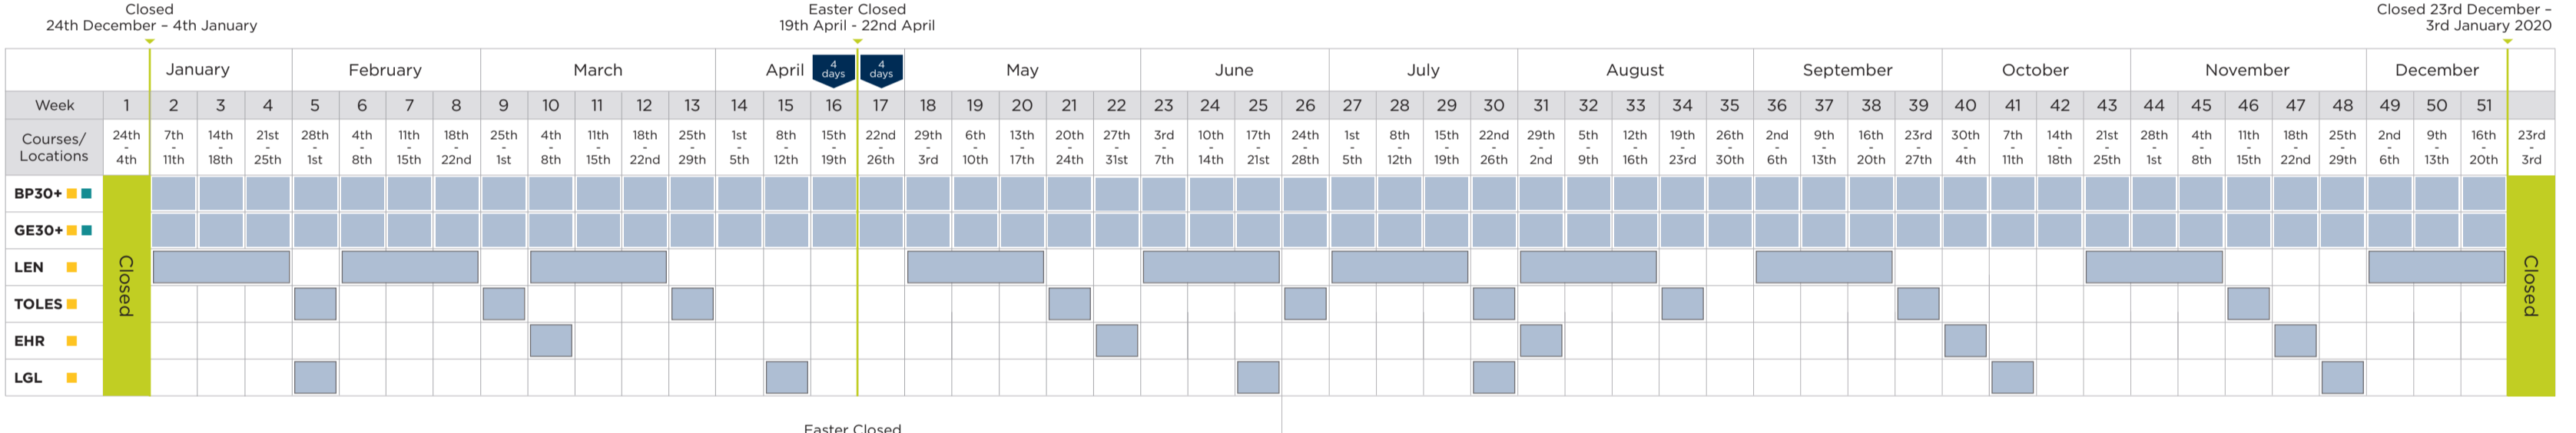 Closed
24th December – 4th January
Easter Closed
19th April - 22nd April
Closed 23rd December –
3rd January 2020
January February March April 4 days 4 days May June July August September October November December
Week 1 2 3 4 5 6 7 8 9 10 11 12 13 14 15 16 17 18 19 20 21 22 23 24 25 26 27 28 29 30 31 32 33 34 35 36 37 38 39 40 41 42 43 44 45 46 47 48 49 50 51
Courses/
Locations
24th - 4th
7th - 11th
14th - 18th
21st - 25th
28th - 1st
4th - 8th
11th - 15th
18th - 22nd
25th - 1st
4th - 8th
11th - 15th
18th - 22nd
25th - 29th
1st - 5th
8th - 12th
15th - 19th
22nd - 26th
29th - 3rd
6th - 10th
13th - 17th
20th - 24th
27th - 31st
3rd - 7th
10th - 14th
17th - 21st
24th - 28th
1st - 5th
8th - 12th
15th - 19th
22nd - 26th
29th - 2nd
5th - 9th
12th - 16th
19th - 23rd
26th - 30th
2nd - 6th
9th - 13th
16th - 20th
23rd - 27th
30th - 4th
7th - 11th
14th - 18th
21st - 25th
28th - 1st
4th - 8th
11th - 15th
18th - 22nd
25th - 29th
2nd - 6th
9th - 13th
16th - 20th
23rd - 3rd
BP30+
GE30+
LEN
TOLES
EHR
LGL
Closed
Closed
Easter Closed